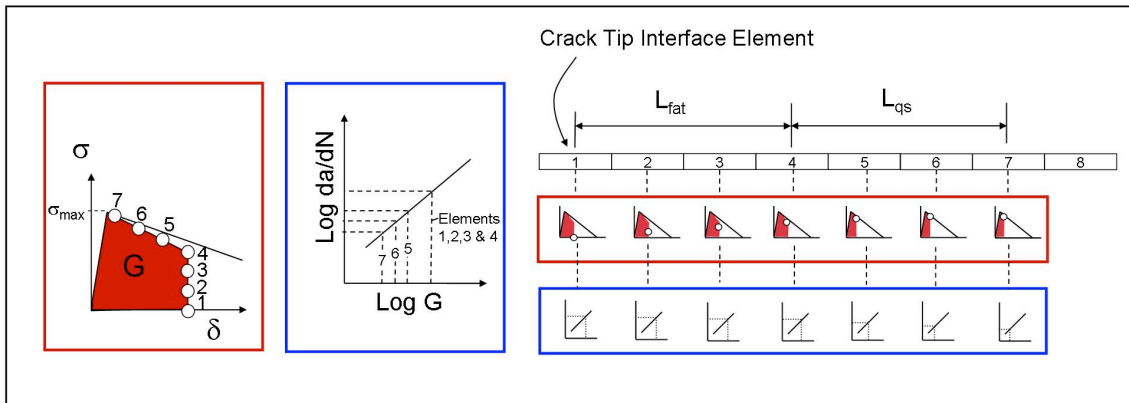 Crack Tip Interface Element
L_fat
L_qs
1 2 3 4 5 6 7 8
σ
σ_max
7
6
5
4
3
2
1
G
δ
Log da/dN
Elements
1,2,3 & 4
7 6 5
Log G